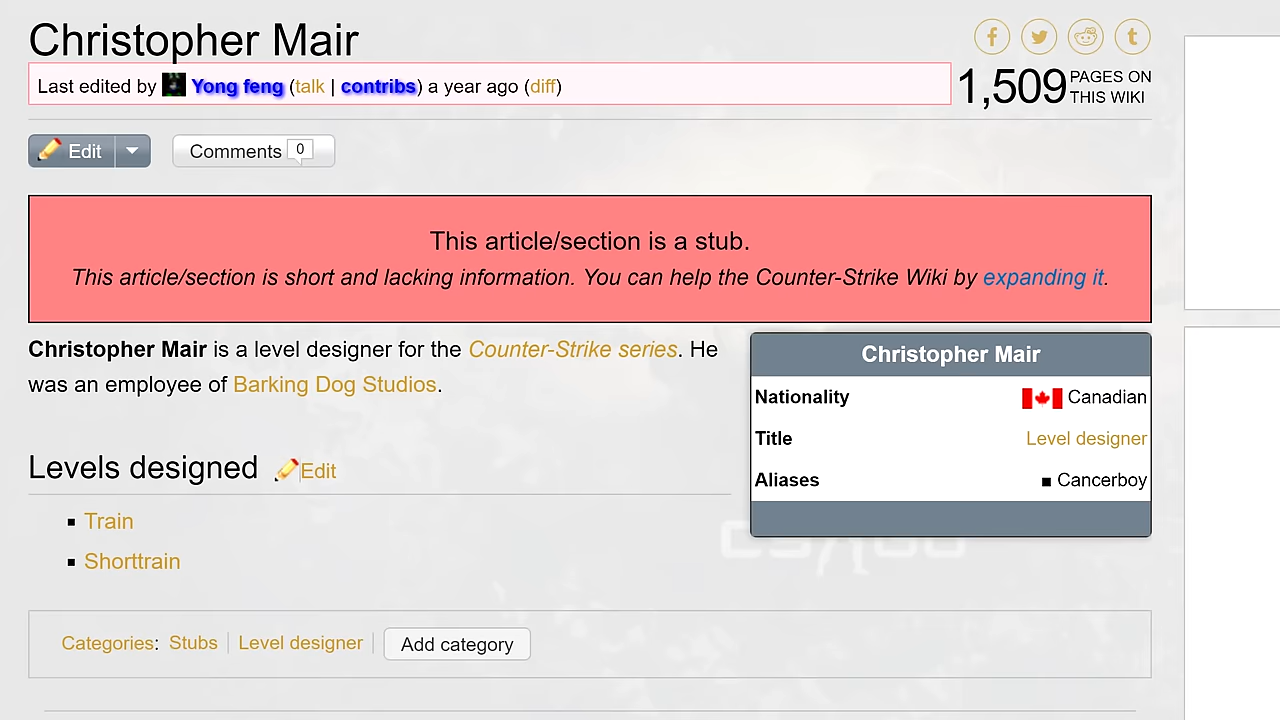 Christopher Mair
Last edited by Yong feng (talk | contribs) a year ago (diff)
1,509 PAGES ON THIS WIKI
Edit
Comments 0
This article/section is a stub.
This article/section is short and lacking information. You can help the Counter-Strike Wiki by expanding it.
Christopher Mair is a level designer for the Counter-Strike series. He
was an employee of Barking Dog Studios.
Christopher Mair
Nationality Canadian
Title Level designer
Aliases ▪ Cancerboy
Levels designed Edit
▪ Train
▪ Shorttrain
CS:GO
Categories: Stubs Level designer Add category